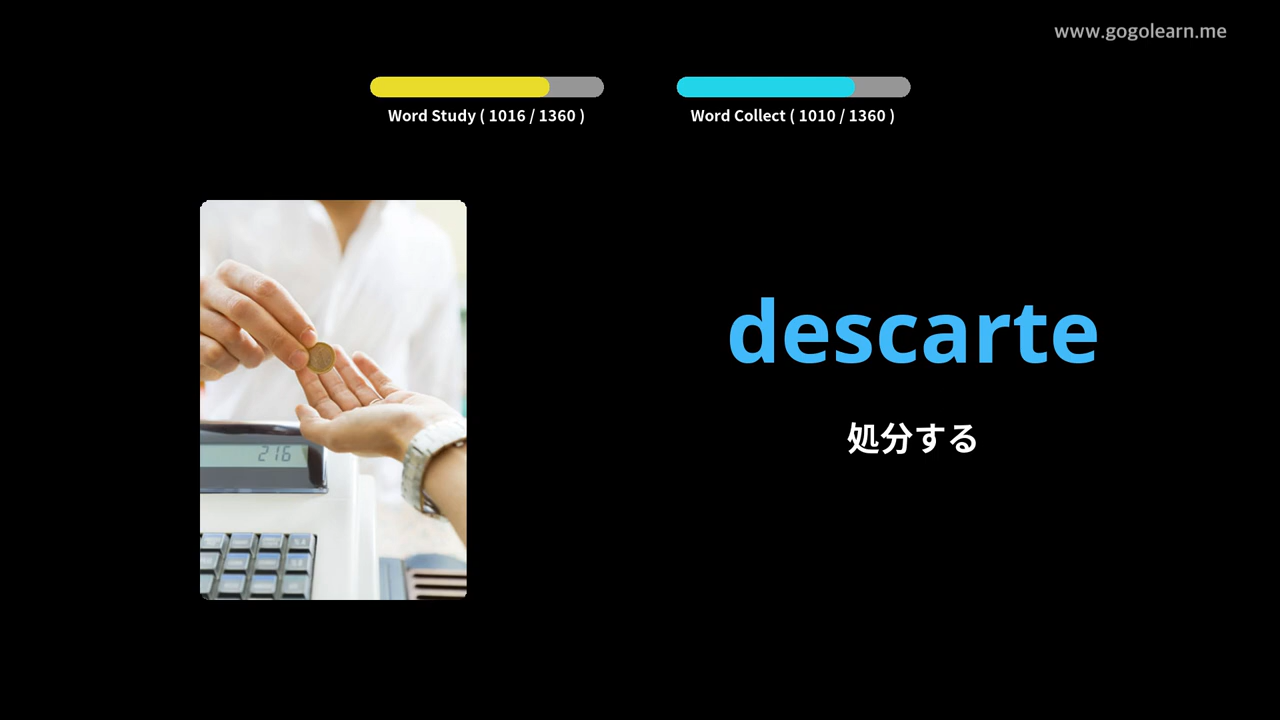 www.gogolearn.me
Word Study ( 1016 / 1360 )
Word Collect ( 1010 / 1360 )
descarte
処分する
216